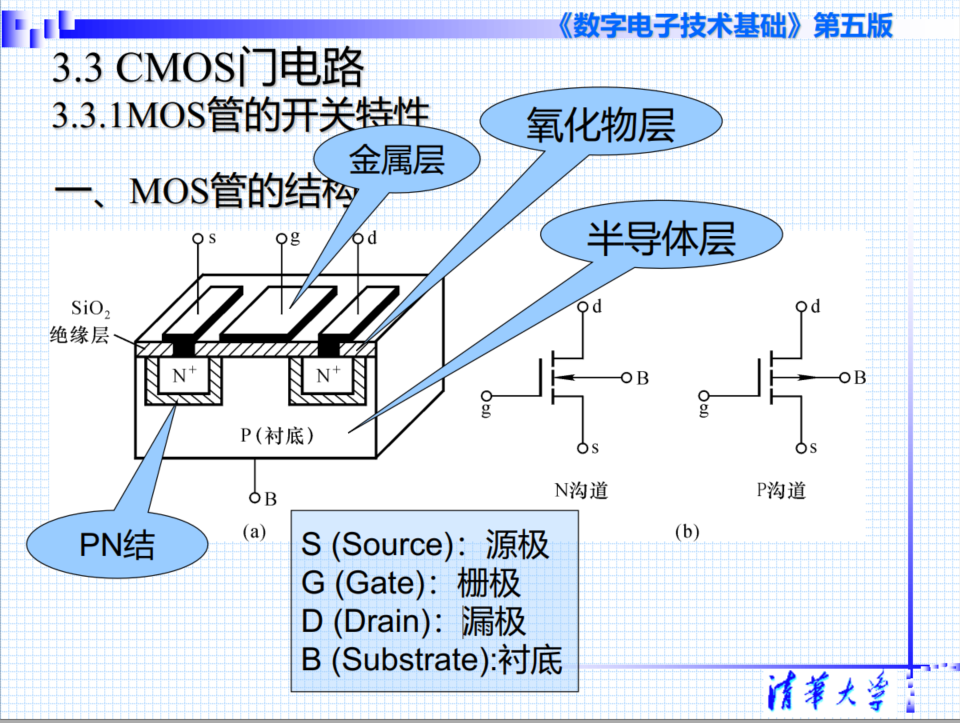 《数字电子技术基础》第五版
3.3 CMOS门电路
3.3.1MOS管的开关特性
一、MOS管的结构
金属层
氧化物层
半导体层
s
g
d
SiO₂
绝缘层
N⁺
N⁺
P(衬底)
B
(a)
PN结
d
B
g
s
N沟道
d
B
g
s
P沟道
(b)
S (Source)：源极
G (Gate)：栅极
D (Drain)：漏极
B (Substrate):衬底
清华大学